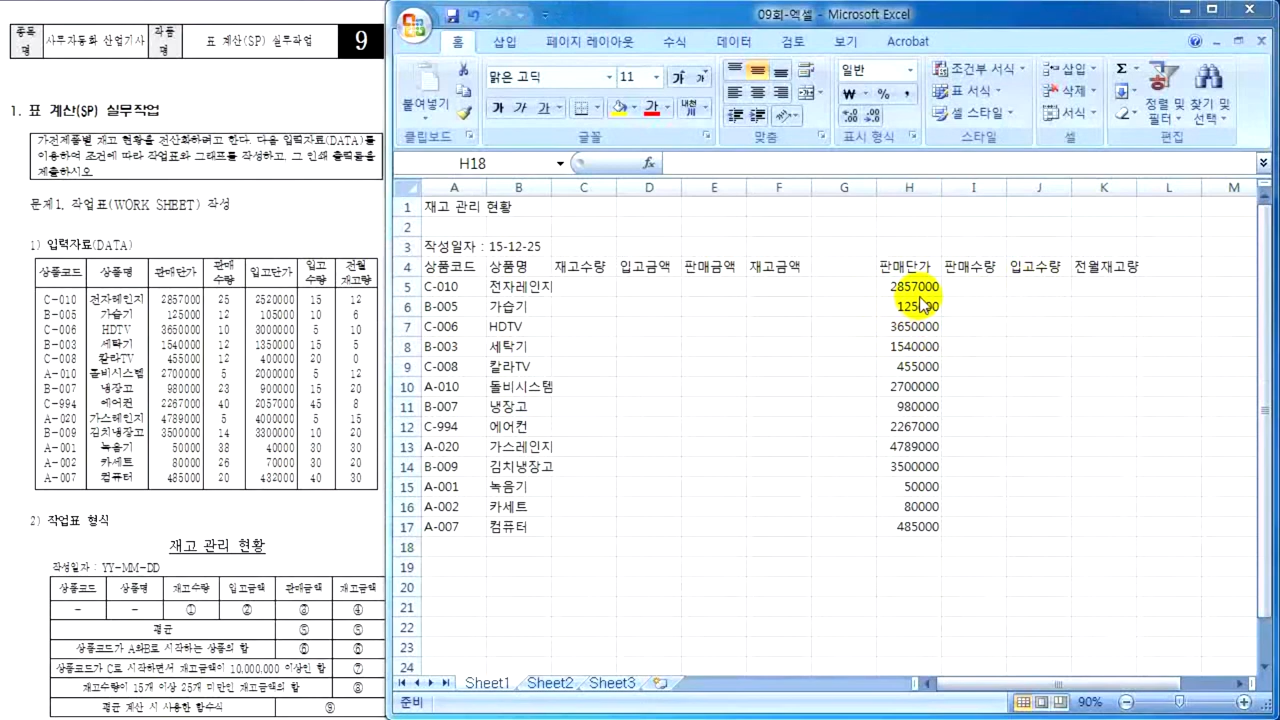 종목명 사무자동화 산업기사 작품명 표 계산(SP) 실무작업 9
1. 표 계산(SP) 실무작업
가전제품별 재고 현황을 전산화하려고 한다. 다음 입력자료(DATA)를
이용하여 조건에 따라 작업표와 그래프를 작성하고, 그 인쇄 출력물을
제출하시오
문제1. 작업표(WORK SHEET) 작성
1) 입력자료(DATA)
상품코드 상품명 판매단가 판매수량 입고단가 입고수량 전월재고량
C-010 전자레인지 2857000 25 2520000 15 12
B-005 가습기 125000 12 105000 10 6
C-006 HDTV 3650000 10 3000000 5 10
B-003 세탁기 1540000 12 1350000 15 5
C-008 칼라TV 455000 12 400000 20 0
A-010 돌비시스템 2700000 5 2000000 5 12
B-007 냉장고 980000 23 900000 15 20
C-994 에어컨 2267000 40 2057000 45 8
A-020 가스레인지 4789000 5 4000000 5 15
B-009 김치냉장고 3500000 14 3300000 10 20
A-001 녹음기 50000 38 40000 30 30
A-002 카세트 80000 26 70000 30 20
A-007 컴퓨터 485000 20 432000 40 30
2) 작업표 형식
재고 관리 현황
작성일자 : YY-MM-DD
상품코드 상품명 재고수량 입고금액 판매금액 재고금액
- - ① ② ③ ④
평균 ⑤ ⑤
상품코드가 A와B로 시작하는 상품의 합 ⑥ ⑥
상품코드가 C로 시작하면서 재고금액이 10,000,000 이상인 합 ⑦
재고수량이 15개 이상 25개 미만인 재고금액의 합 ⑧
평균 계산 시 사용한 함수식 ⑨
09회-엑셀 - Microsoft Excel
홈 삽입 페이지 레이아웃 수식 데이터 검토 보기 Acrobat
붙여넣기 맑은 고딕 11 가 가 일반 조건부 서식 삽입 Σ
가 가 가 가 내천 ₩ % , 표 서식 삭제 정렬 및 필터 찾기 및 선택
셀 스타일 서식
클립보드 글꼴 맞춤 표시 형식 스타일 셀 편집
H18 fx
A B C D E F G H I J K L M
1 재고 관리 현황
2
3 작성일자 : 15-12-25
4 상품코드 상품명 재고수량 입고금액 판매금액 재고금액 판매단가 판매수량 입고수량 전월재고량
5 C-010 전자레인지 2857000
6 B-005 가습기
7 C-006 HDTV 3650000
8 B-003 세탁기 1540000
9 C-008 칼라TV 455000
10 A-010 돌비시스템 2700000
11 B-007 냉장고 980000
12 C-994 에어컨 2267000
13 A-020 가스레인지 4789000
14 B-009 김치냉장고 3500000
15 A-001 녹음기 50000
16 A-002 카세트 80000
17 A-007 컴퓨터 485000
18
19
20
21
22
23
24
Sheet1 Sheet2 Sheet3
준비 90%